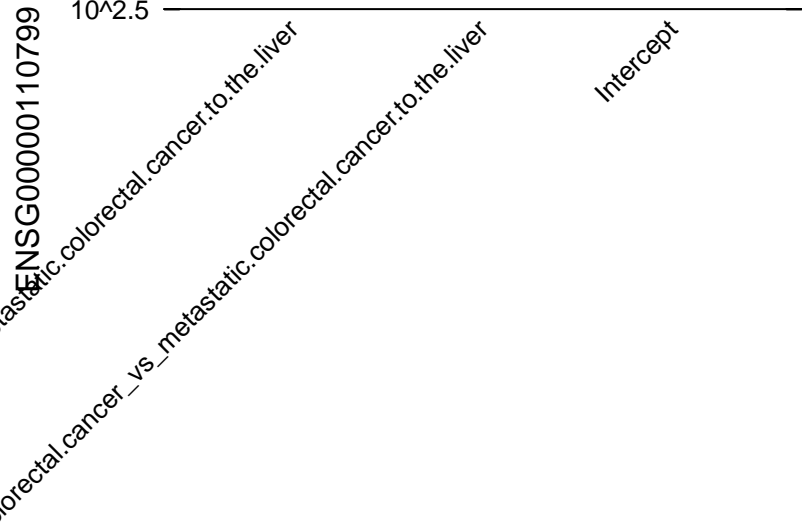 10^2.5
ENSG00000110799
metastatic.colorectal.cancer.to.the.liver
colorectal.cancer_vs_metastatic.colorectal.cancer.to.the.liver
Intercept